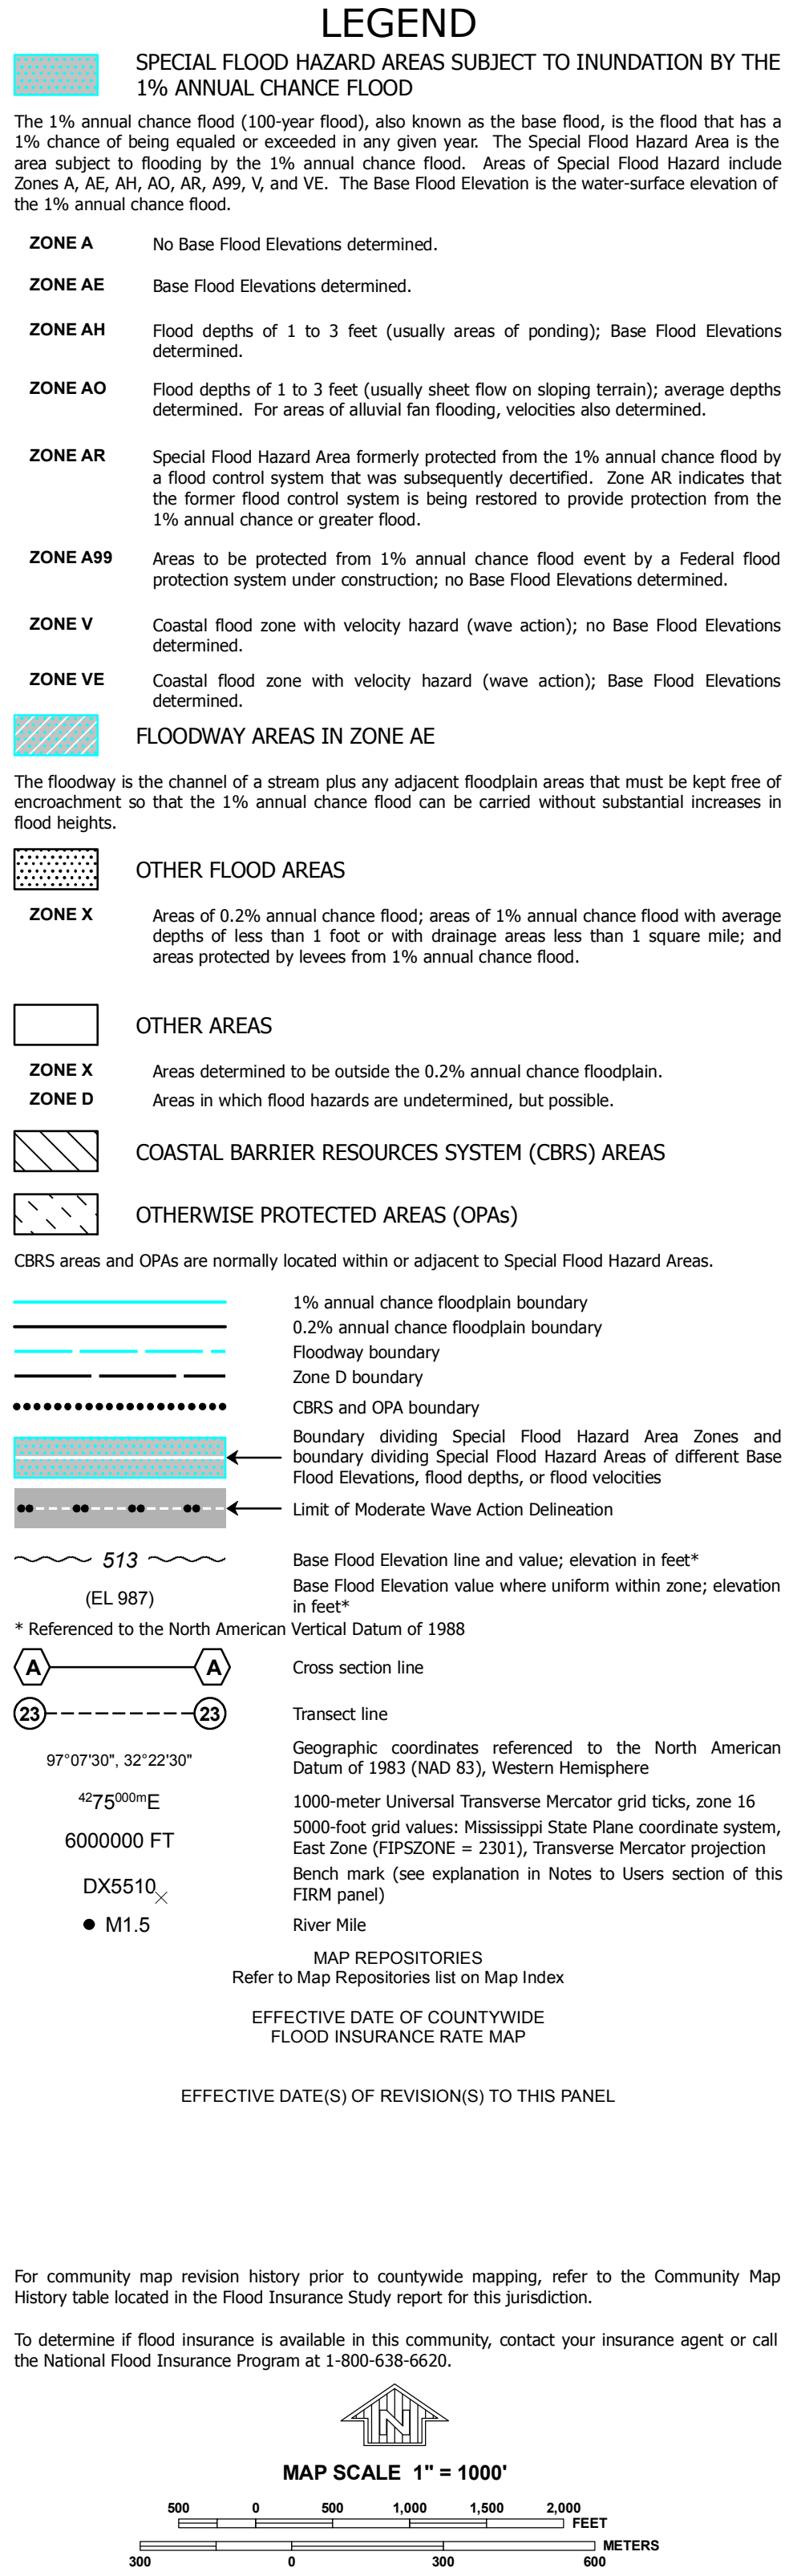 LEGEND
SPECIAL FLOOD HAZARD AREAS SUBJECT TO INUNDATION BY THE
1% ANNUAL CHANCE FLOOD
The 1% annual chance flood (100-year flood), also known as the base flood, is the flood that has a
1% chance of being equaled or exceeded in any given year. The Special Flood Hazard Area is the
area subject to flooding by the 1% annual chance flood. Areas of Special Flood Hazard include
Zones A, AE, AH, AO, AR, A99, V, and VE. The Base Flood Elevation is the water-surface elevation of
the 1% annual chance flood.
ZONE A No Base Flood Elevations determined.
ZONE AE Base Flood Elevations determined.
ZONE AH Flood depths of 1 to 3 feet (usually areas of ponding); Base Flood Elevations
determined.
ZONE AO Flood depths of 1 to 3 feet (usually sheet flow on sloping terrain); average depths
determined. For areas of alluvial fan flooding, velocities also determined.
ZONE AR Special Flood Hazard Area formerly protected from the 1% annual chance flood by
a flood control system that was subsequently decertified. Zone AR indicates that
the former flood control system is being restored to provide protection from the
1% annual chance or greater flood.
ZONE A99 Areas to be protected from 1% annual chance flood event by a Federal flood
protection system under construction; no Base Flood Elevations determined.
ZONE V Coastal flood zone with velocity hazard (wave action); no Base Flood Elevations
determined.
ZONE VE Coastal flood zone with velocity hazard (wave action); Base Flood Elevations
determined.
FLOODWAY AREAS IN ZONE AE
The floodway is the channel of a stream plus any adjacent floodplain areas that must be kept free of
encroachment so that the 1% annual chance flood can be carried without substantial increases in
flood heights.
OTHER FLOOD AREAS
ZONE X Areas of 0.2% annual chance flood; areas of 1% annual chance flood with average
depths of less than 1 foot or with drainage areas less than 1 square mile; and
areas protected by levees from 1% annual chance flood.
OTHER AREAS
ZONE X Areas determined to be outside the 0.2% annual chance floodplain.
ZONE D Areas in which flood hazards are undetermined, but possible.
COASTAL BARRIER RESOURCES SYSTEM (CBRS) AREAS
OTHERWISE PROTECTED AREAS (OPAs)
CBRS areas and OPAs are normally located within or adjacent to Special Flood Hazard Areas.
1% annual chance floodplain boundary
0.2% annual chance floodplain boundary
Floodway boundary
Zone D boundary
CBRS and OPA boundary
Boundary dividing Special Flood Hazard Area Zones and
boundary dividing Special Flood Hazard Areas of different Base
Flood Elevations, flood depths, or flood velocities
Limit of Moderate Wave Action Delineation
513 Base Flood Elevation line and value; elevation in feet*
(EL 987) Base Flood Elevation value where uniform within zone; elevation
in feet*
* Referenced to the North American Vertical Datum of 1988
A A Cross section line
23 23 Transect line
97°07'30", 32°22'30" Geographic coordinates referenced to the North American
Datum of 1983 (NAD 83), Western Hemisphere
4275000mE 1000-meter Universal Transverse Mercator grid ticks, zone 16
6000000 FT 5000-foot grid values: Mississippi State Plane coordinate system,
East Zone (FIPSZONE = 2301), Transverse Mercator projection
DX5510 Bench mark (see explanation in Notes to Users section of this
FIRM panel)
M1.5 River Mile
MAP REPOSITORIES
Refer to Map Repositories list on Map Index
EFFECTIVE DATE OF COUNTYWIDE
FLOOD INSURANCE RATE MAP
EFFECTIVE DATE(S) OF REVISION(S) TO THIS PANEL
For community map revision history prior to countywide mapping, refer to the Community Map
History table located in the Flood Insurance Study report for this jurisdiction.
To determine if flood insurance is available in this community, contact your insurance agent or call
the National Flood Insurance Program at 1-800-638-6620.
N
MAP SCALE 1" = 1000'
500 0 500 1,000 1,500 2,000
FEET
METERS
300 0 300 600